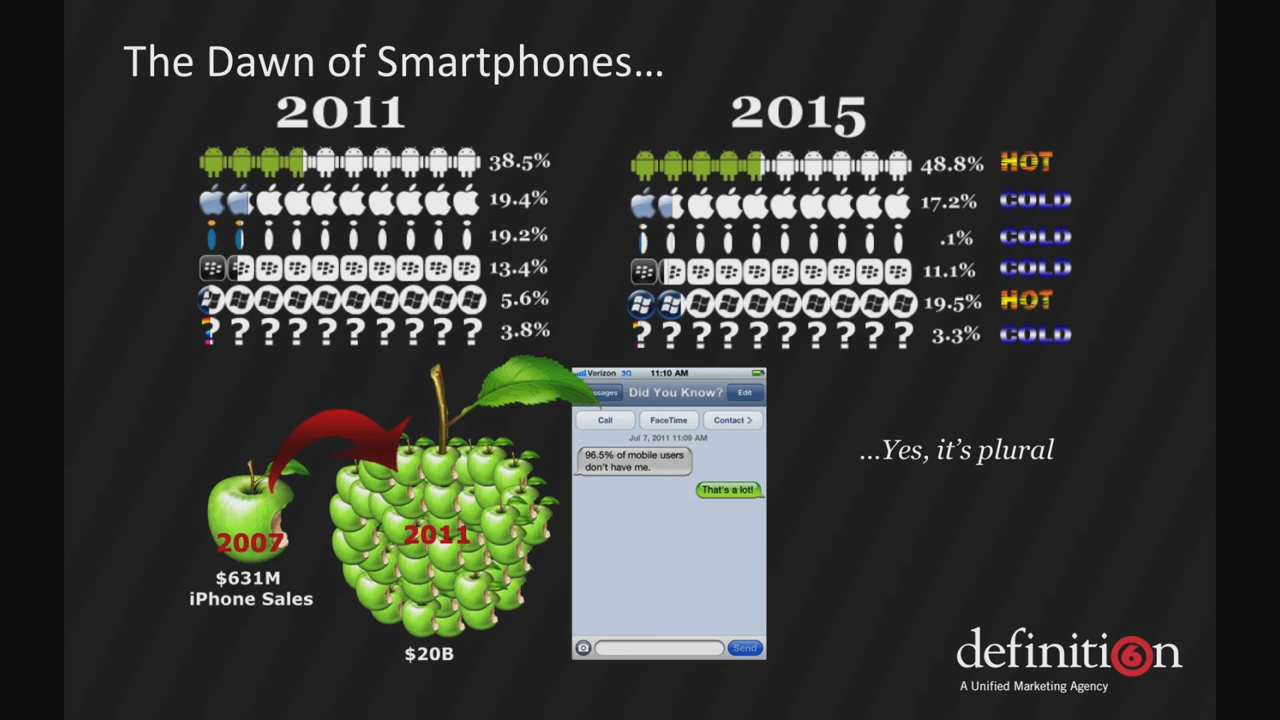 The Dawn of Smartphones...
2011
38.5%
19.4%
19.2%
13.4%
5.6%
3.8%
2015
48.8% HOT
17.2% COLD
.1% COLD
11.1% COLD
19.5% HOT
3.3% COLD
2007
$631M
iPhone Sales
2011
$20B
Verizon 3G 11:10 AM
ssages Did You Know? Edit
Call FaceTime Contact >
Jul 7, 2011 11:09 AM
96.5% of mobile users
don't have me.
That's a lot!
Send
...Yes, it's plural
definiti6n
A Unified Marketing Agency